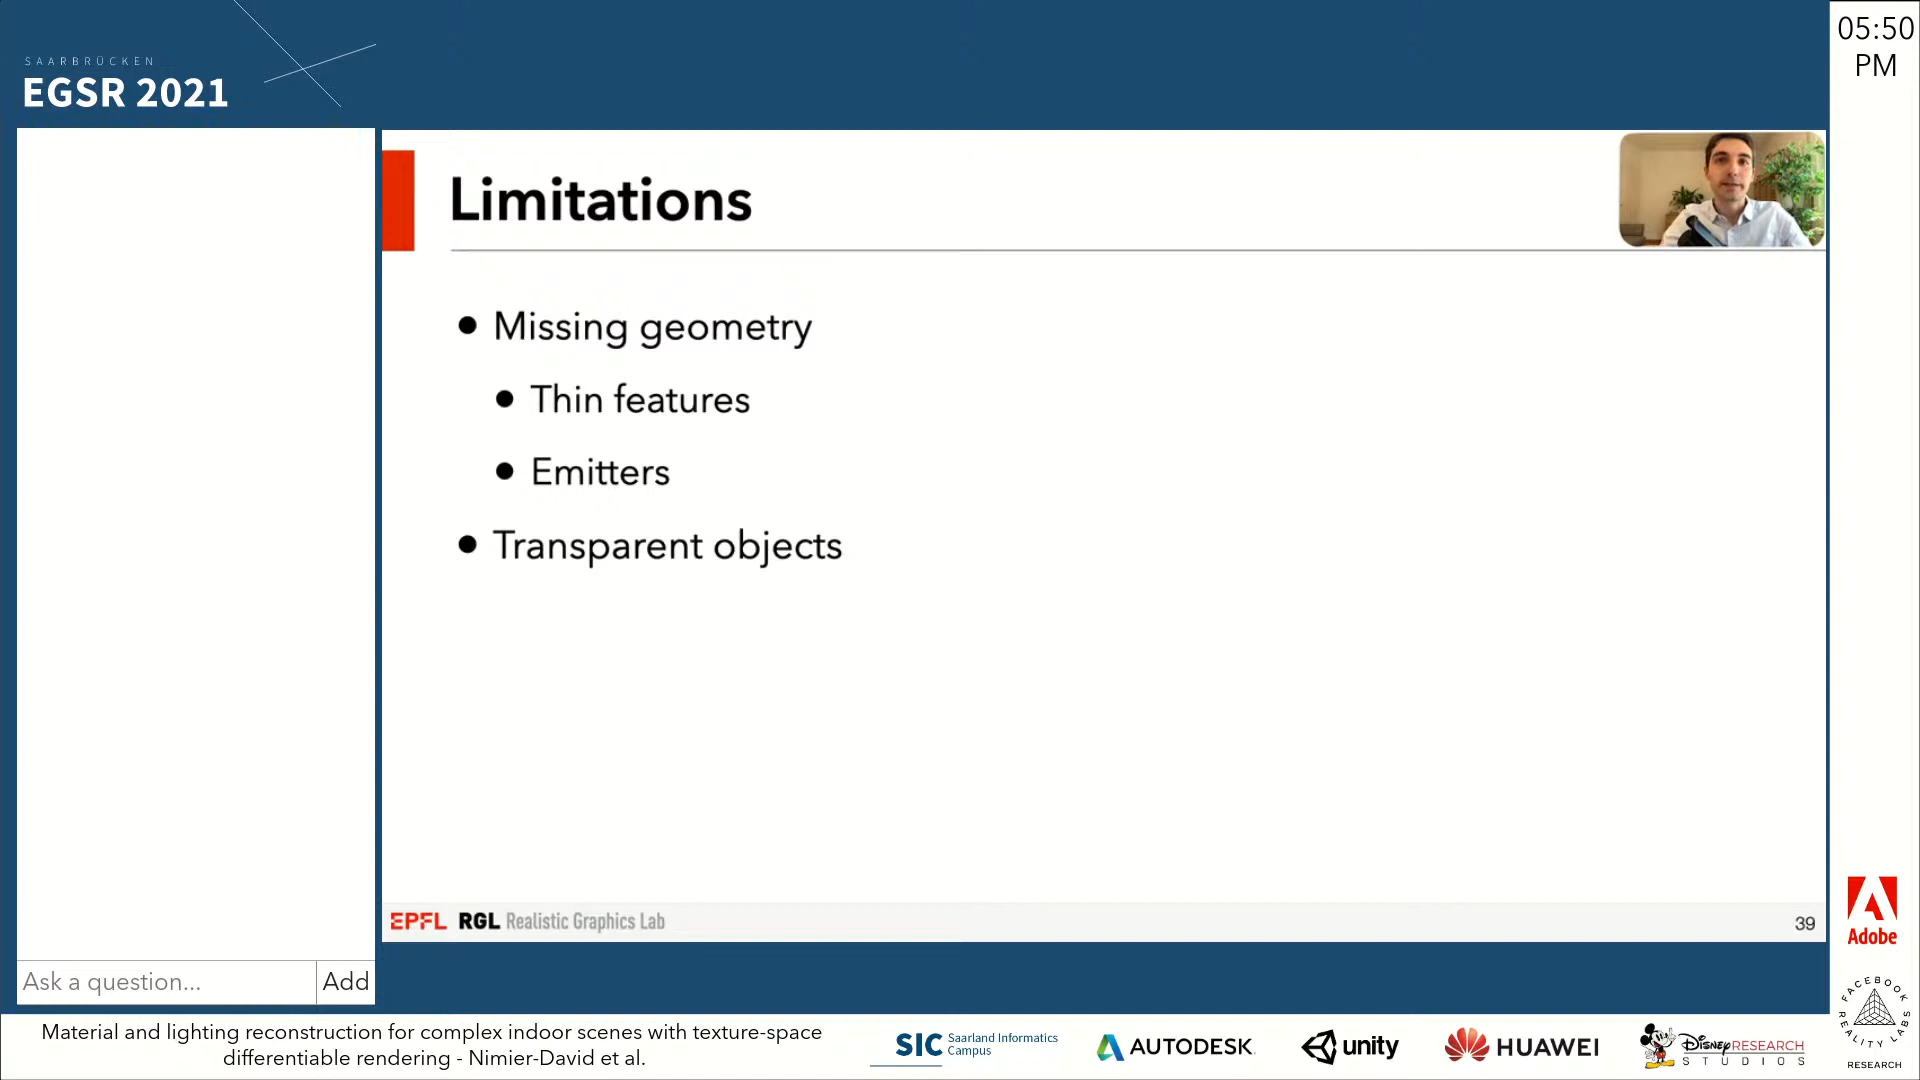 SAARBRÜCKEN
EGSR 2021
05:50
PM
Limitations
Missing geometry
Thin features
Emitters
Transparent objects
EPFL RGL Realistic Graphics Lab
39
Ask a question...
Add
Material and lighting reconstruction for complex indoor scenes with texture-space
differentiable rendering - Nimier-David et al.
SIC Saarland Informatics
Campus
AUTODESK
unity
HUAWEI
Disney RESEARCH
STUDIOS
Adobe
FACEBOOK
REALITY LABS
RESEARCH